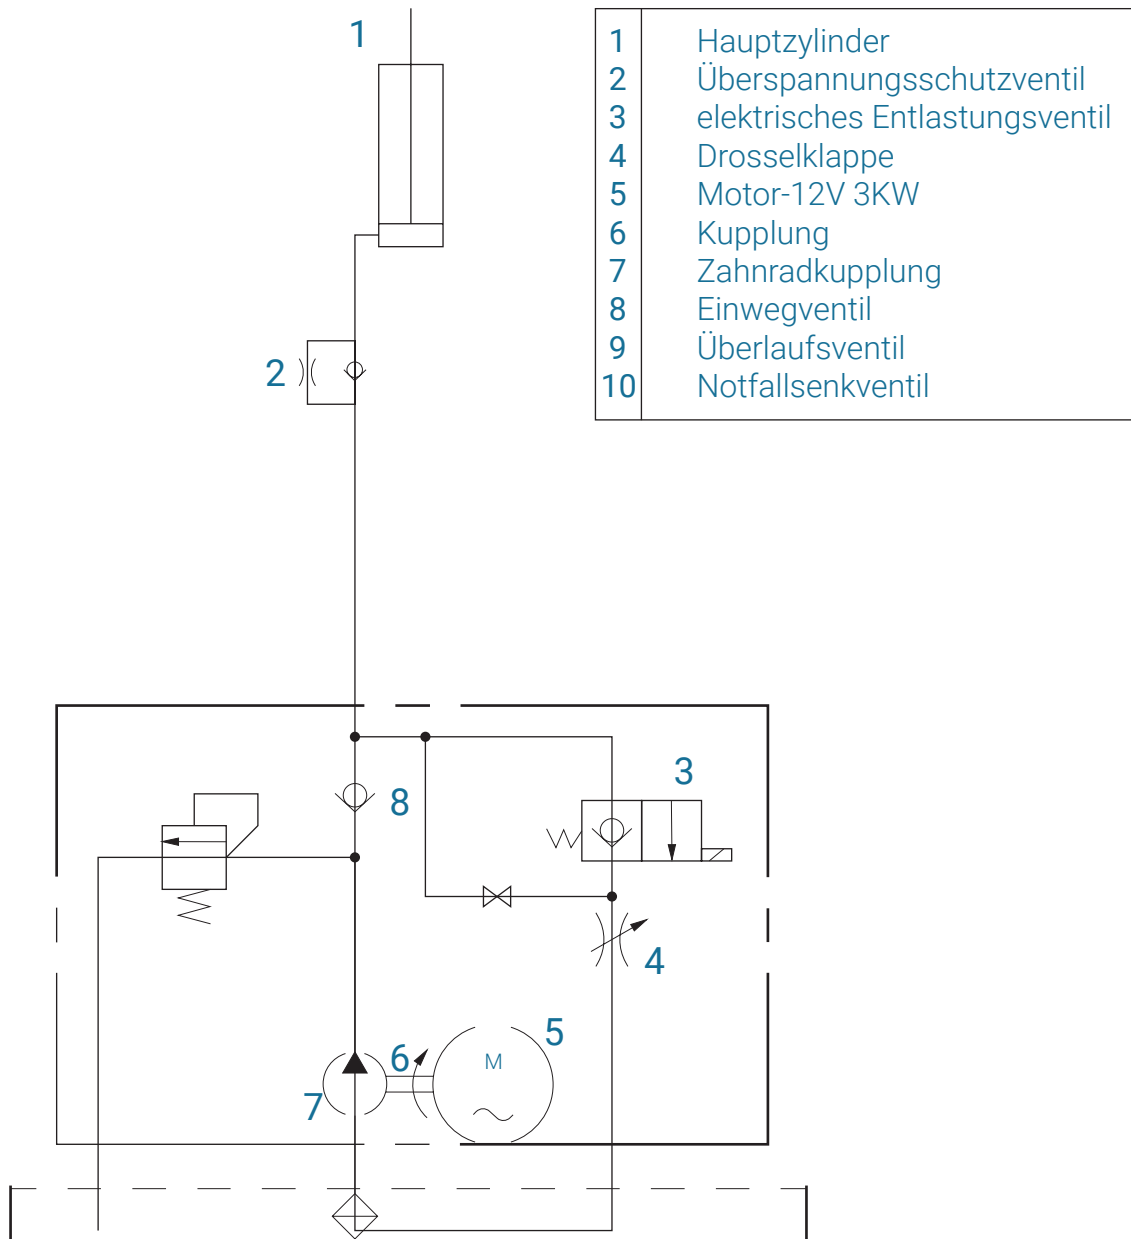 1
1 Hauptzylinder
2 Überspannungsschutzventil
3 elektrisches Entlastungsventil
4 Drosselklappe
5 Motor-12V 3KW
6 Kupplung
7 Zahnradkupplung
8 Einwegventil
9 Überlaufsventil
10 Notfallsenkventil
2
3
8
4
5
6
M
7